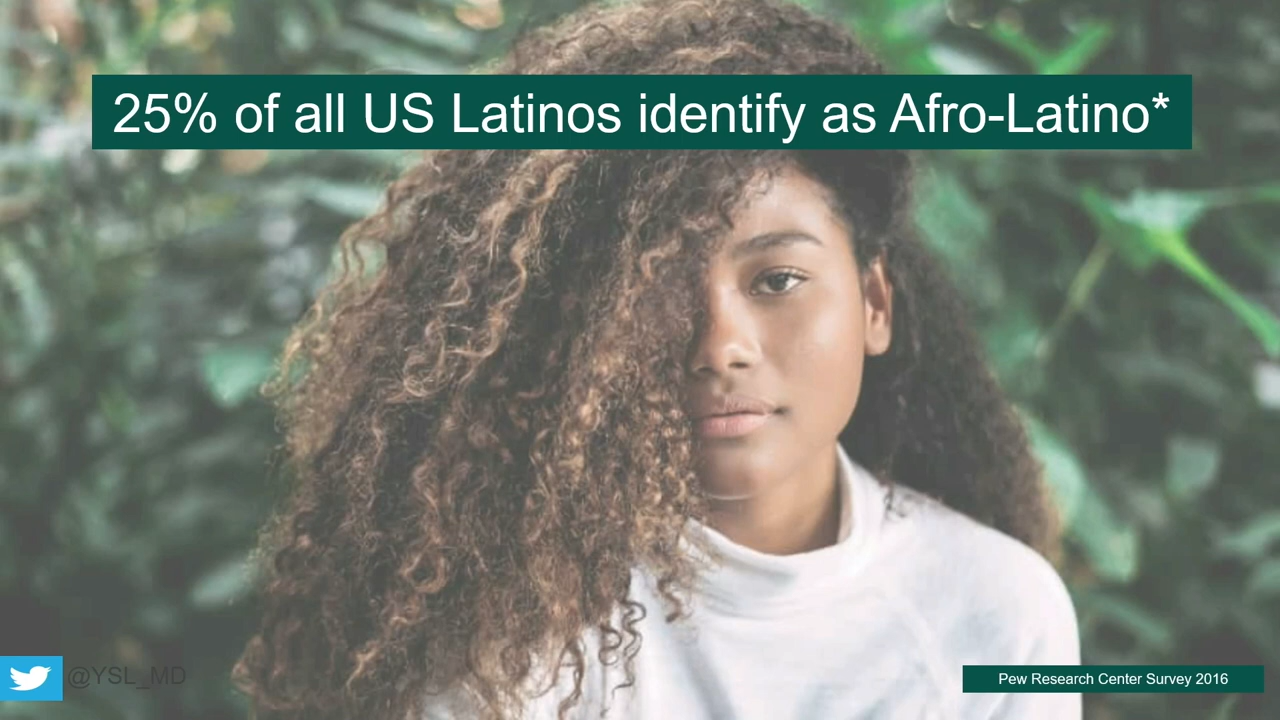 25% of all US Latinos identify as Afro-Latino*
@YSL_MD
Pew Research Center Survey 2016